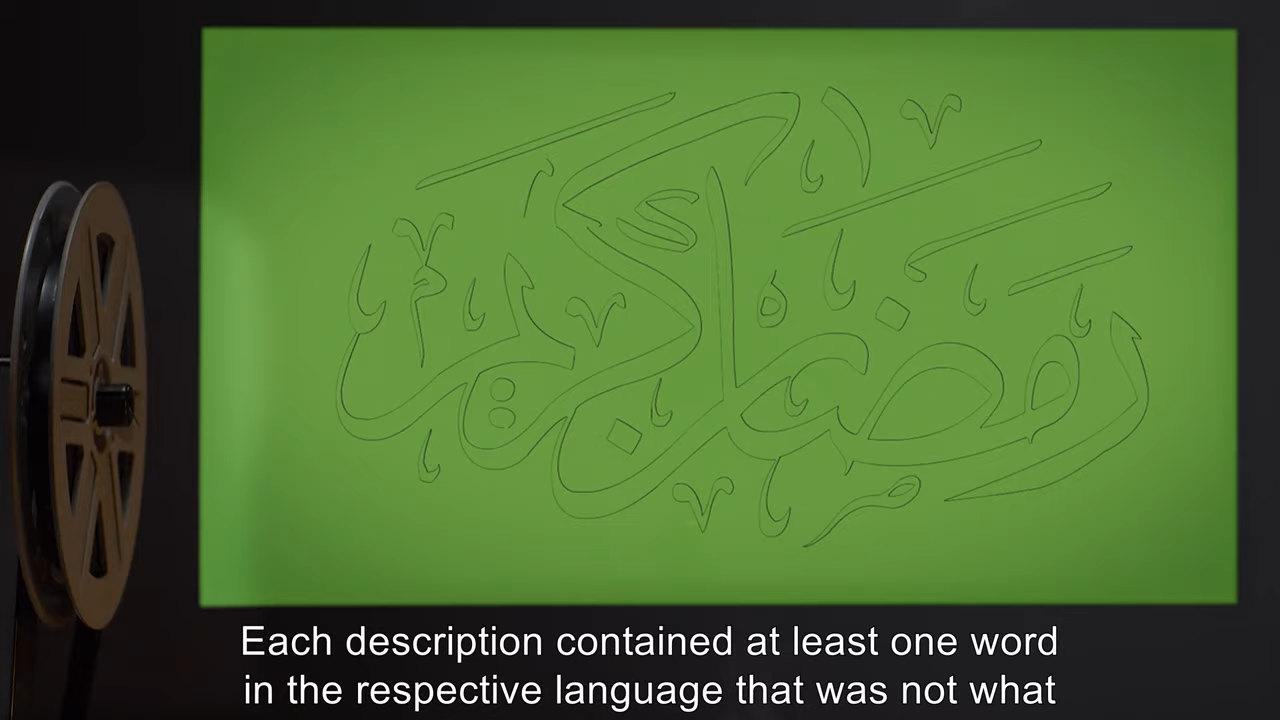 رمضان كريم
Each description contained at least one word
in the respective language that was not what